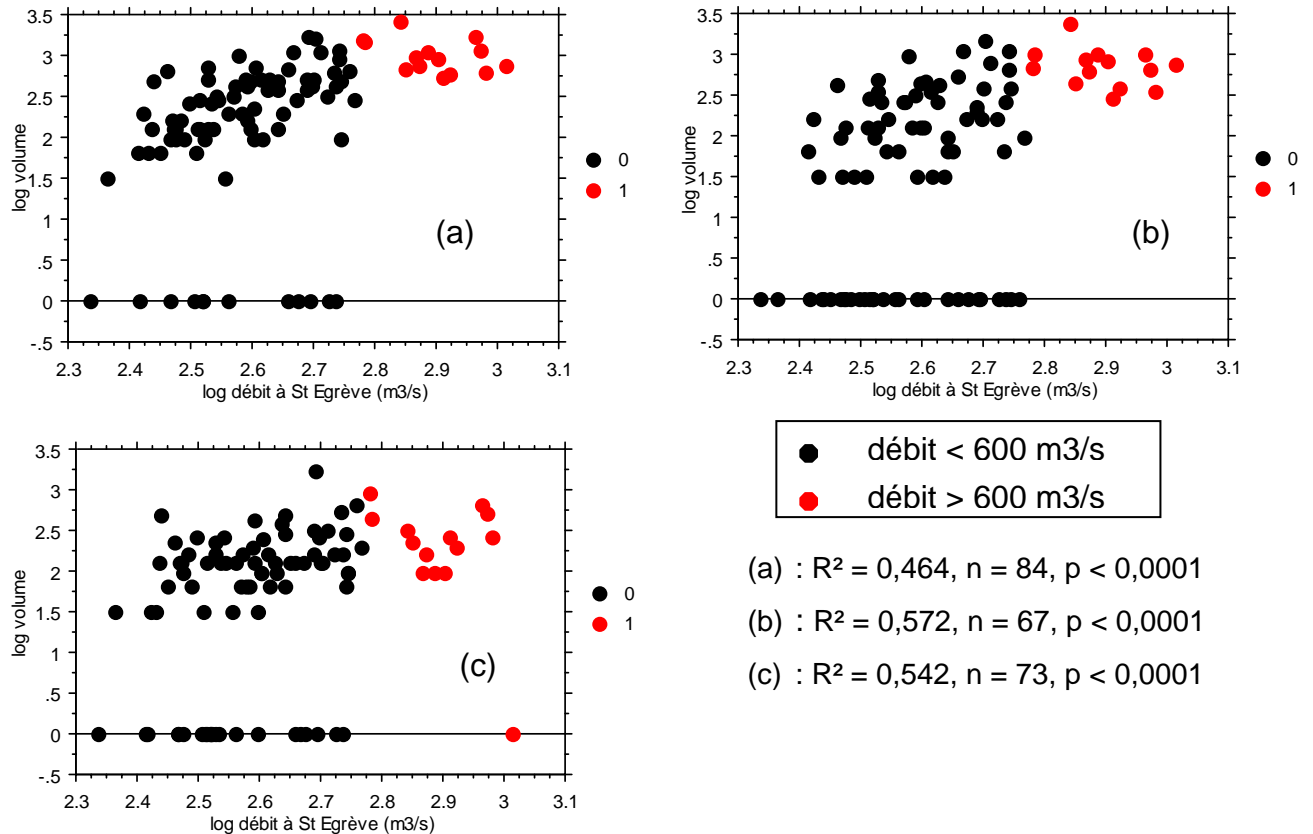 3.5
3
2.5
2
1.5
1
.5
0
-.5
log volume
2.3 2.4 2.5 2.6 2.7 2.8 2.9 3 3.1
log débit à St Egrève (m3/s)
(a)
0
1
3.5
3
2.5
2
1.5
1
.5
0
-.5
log volume
2.3 2.4 2.5 2.6 2.7 2.8 2.9 3 3.1
log débit à St Egrève (m3/s)
(b)
0
1
3.5
3
2.5
2
1.5
1
.5
0
-.5
log volume
2.3 2.4 2.5 2.6 2.7 2.8 2.9 3 3.1
log débit à St Egrève (m3/s)
(c)
0
1
débit < 600 m3/s
débit > 600 m3/s
(a) : R² = 0,464, n = 84, p < 0,0001
(b) : R² = 0,572, n = 67, p < 0,0001
(c) : R² = 0,542, n = 73, p < 0,0001